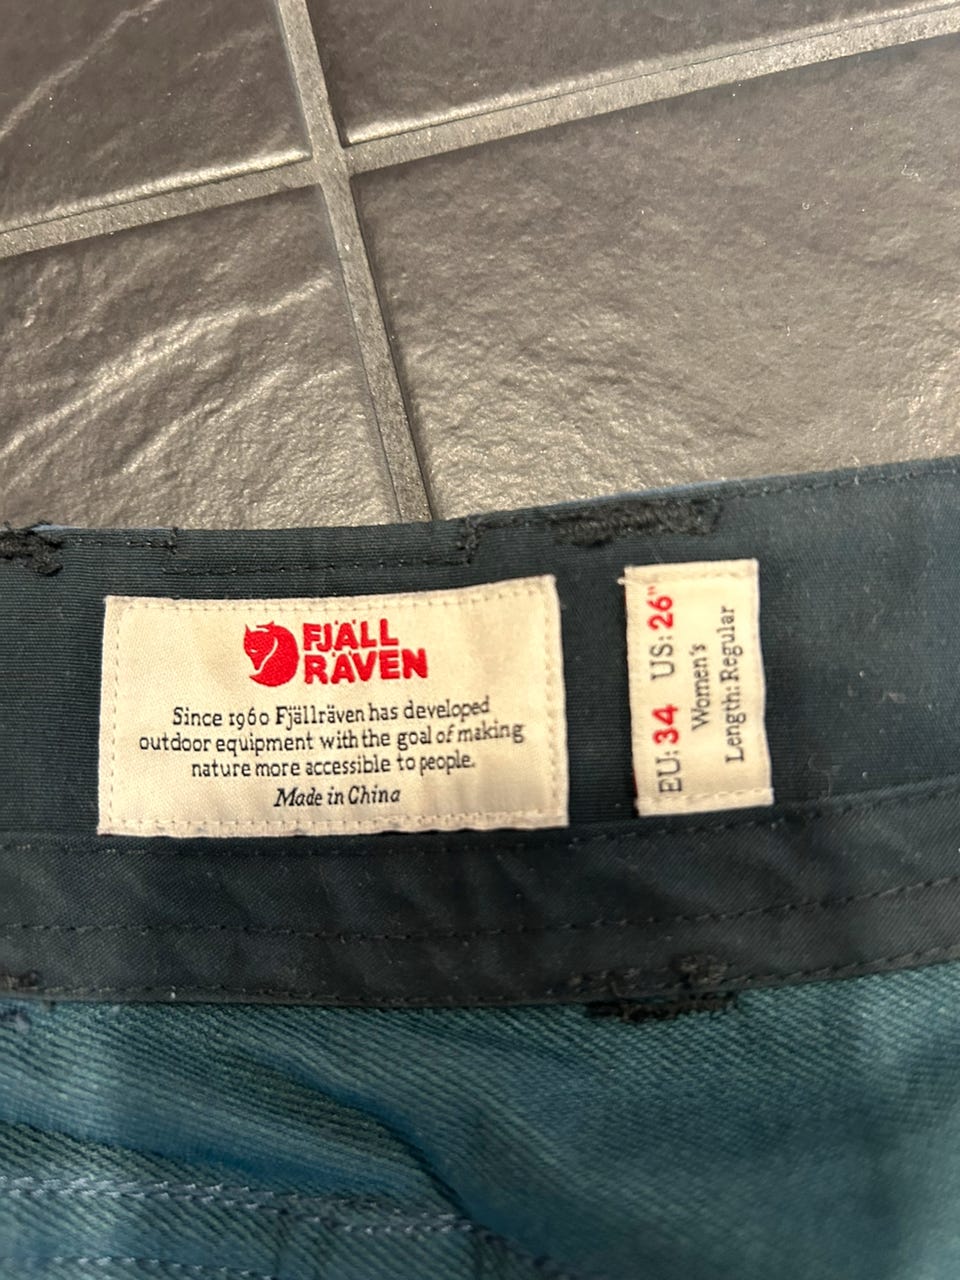 FJÄLL
RÄVEN
Since 1960 Fjällräven has developed
outdoor equipment with the goal of making
nature more accessible to people.
Made in China
EU: 34 US: 26"
Women's
Length: Regular